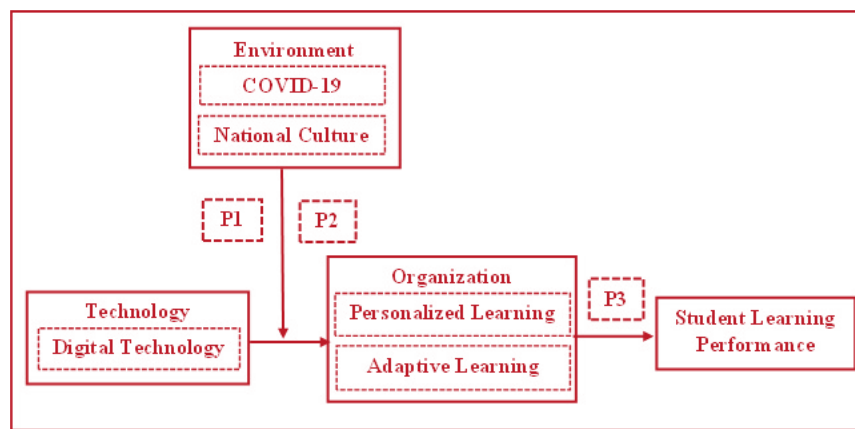 Environment
COVID-19
National Culture
P1
P2
Organization
Personalized Learning
Adaptive Learning
P3
Technology
Digital Technology
Student Learning
Performance